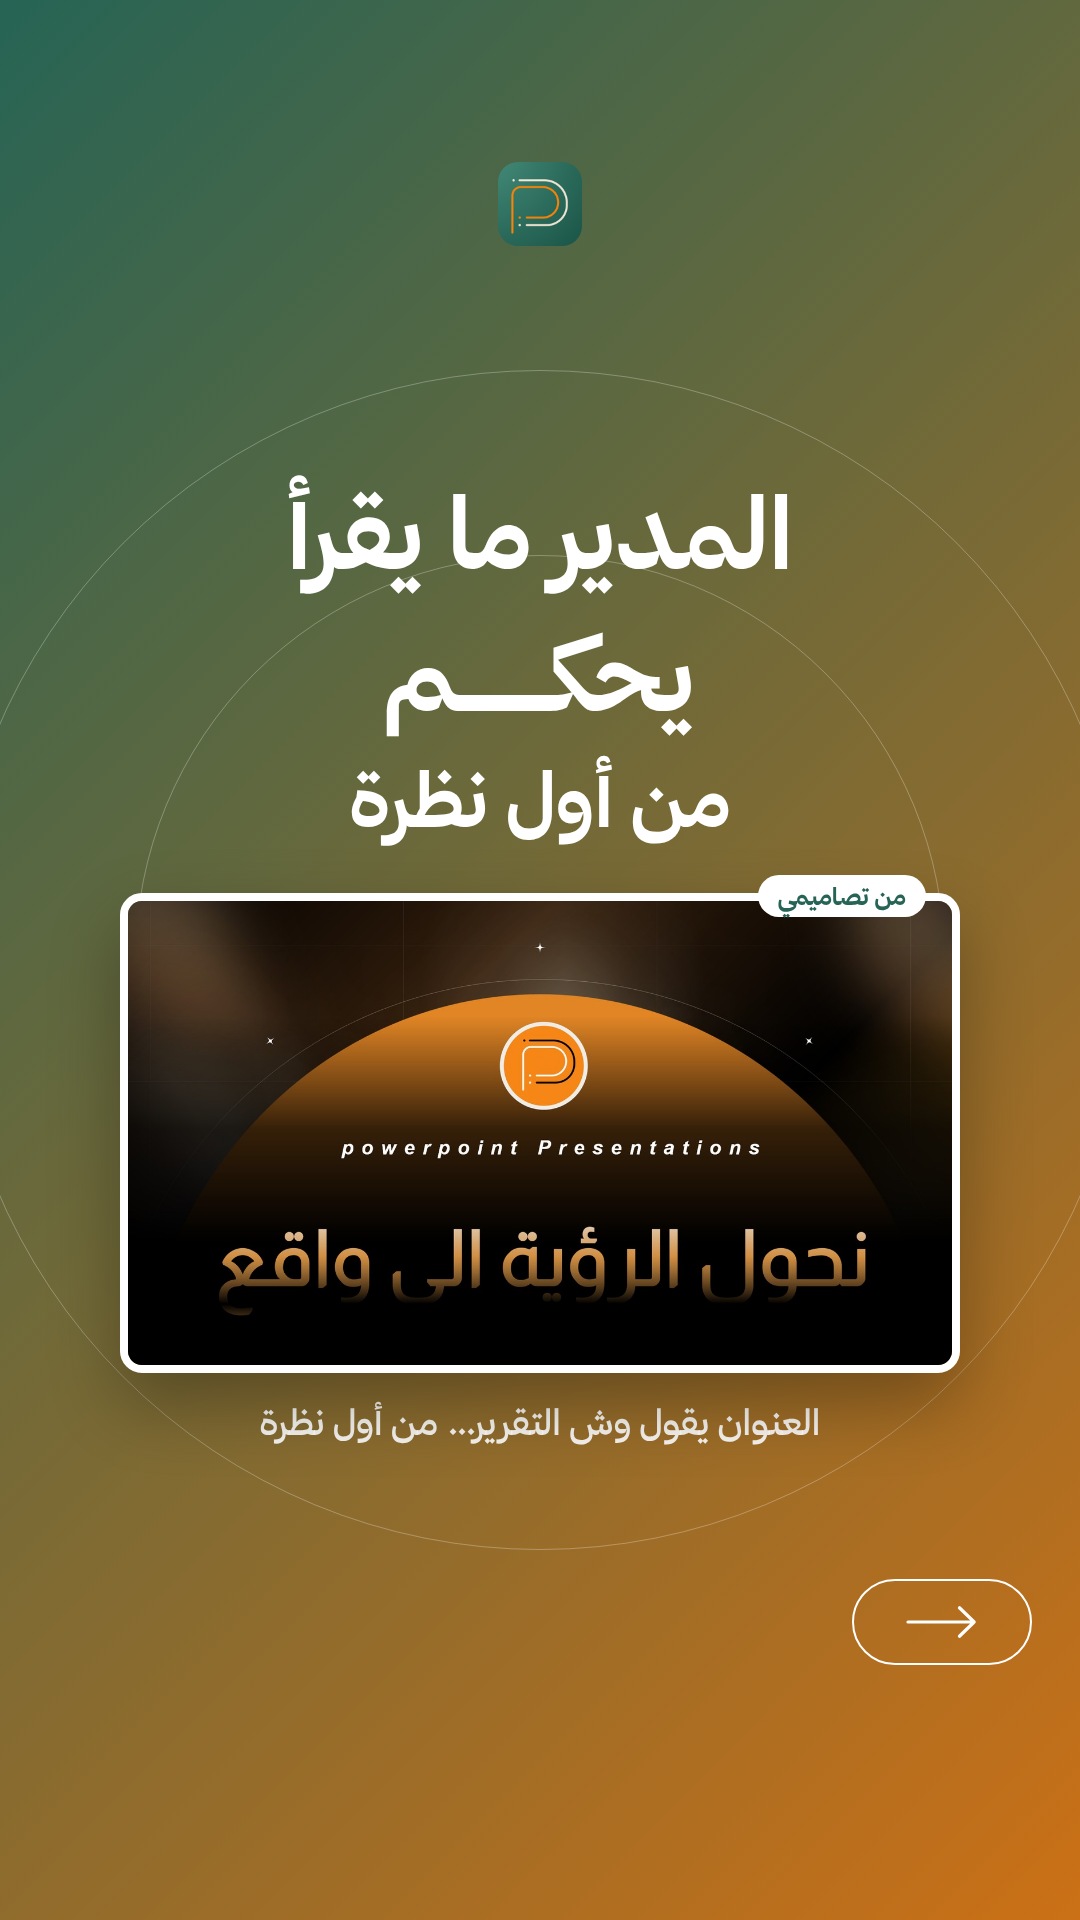 المدير ما يقرأ
يحكــــم
من أول نظرة
من تصاميمي
powerpoint Presentations
نحول الرؤية الى واقع
العنوان يقول وش التقرير... من أول نظرة